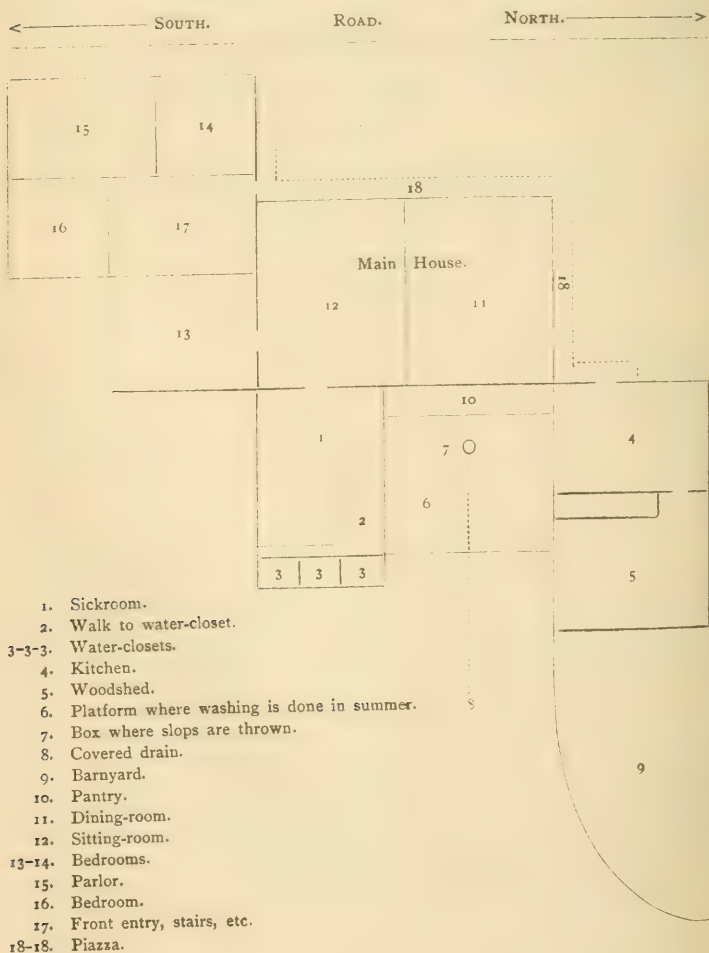 SOUTH. ROAD. NORTH.
15 14
18
16 17
Main House.
18
12 11
13
10
1 7 4
6
2
3 3 3 5
1. Sickroom.
2. Walk to water-closet.
3-3-3. Water-closets.
4. Kitchen.
5. Woodshed.
6. Platform where washing is done in summer.
8
7. Box where slops are thrown.
8. Covered drain.
9. Barnyard.
9
10. Pantry.
11. Dining-room.
12. Sitting-room.
13-14. Bedrooms.
15. Parlor.
16. Bedroom.
17. Front entry, stairs, etc.
18-18. Piazza.